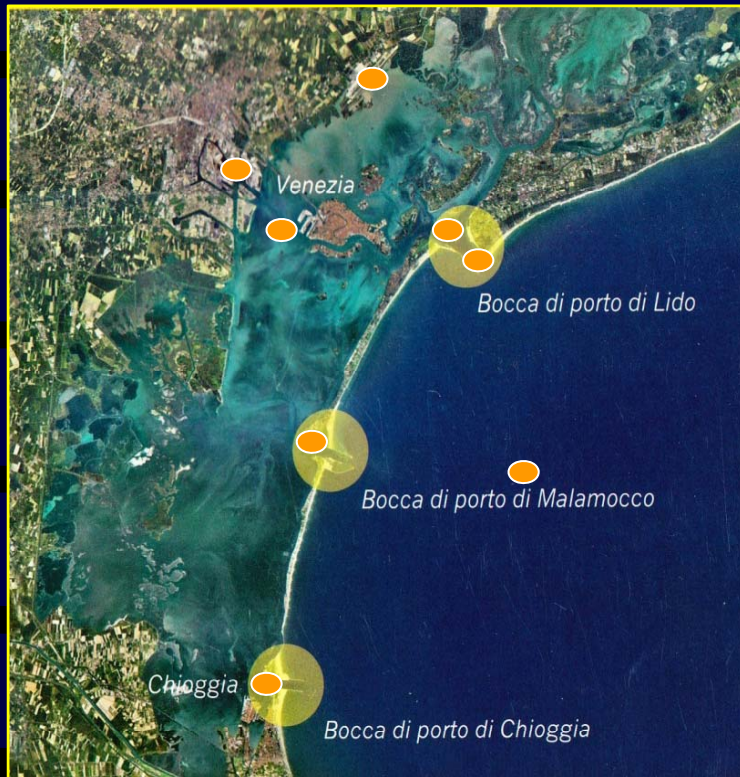 Venezia
Bocca di porto di Lido
Bocca di porto di Malamocco
Chioggia
Bocca di porto di Chioggia